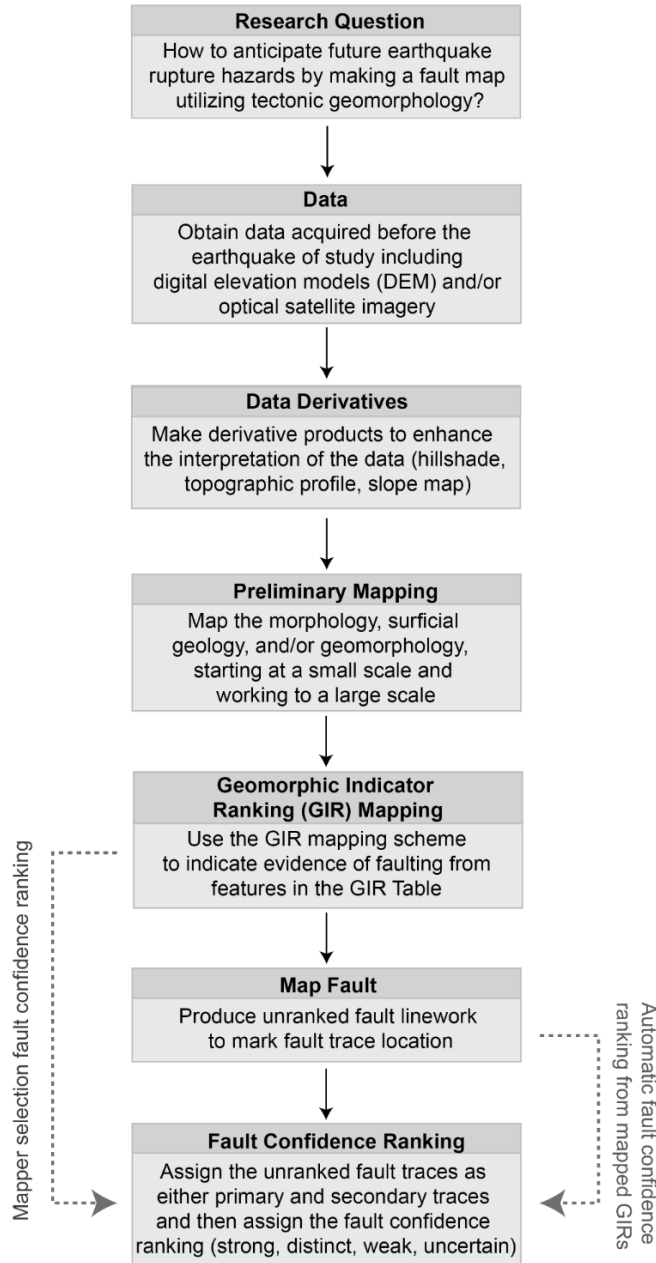 Research Question
How to anticipate future earthquake
rupture hazards by making a fault map
utilizing tectonic geomorphology?
Data
Obtain data acquired before the
earthquake of study including
digital elevation models (DEM) and/or
optical satellite imagery
Data Derivatives
Make derivative products to enhance
the interpretation of the data (hillshade,
topographic profile, slope map)
Preliminary Mapping
Map the morphology, surficial
geology, and/or geomorphology,
starting at a small scale and
working to a large scale
Geomorphic Indicator
Ranking (GIR) Mapping
Use the GIR mapping scheme
to indicate evidence of faulting from
features in the GIR Table
Mapper selection fault confidence ranking
Map Fault
Produce unranked fault linework
to mark fault trace location
Automatic fault confidence
ranking from mapped GIRs
Fault Confidence Ranking
Assign the unranked fault traces as
either primary and secondary traces
and then assign the fault confidence
ranking (strong, distinct, weak, uncertain)